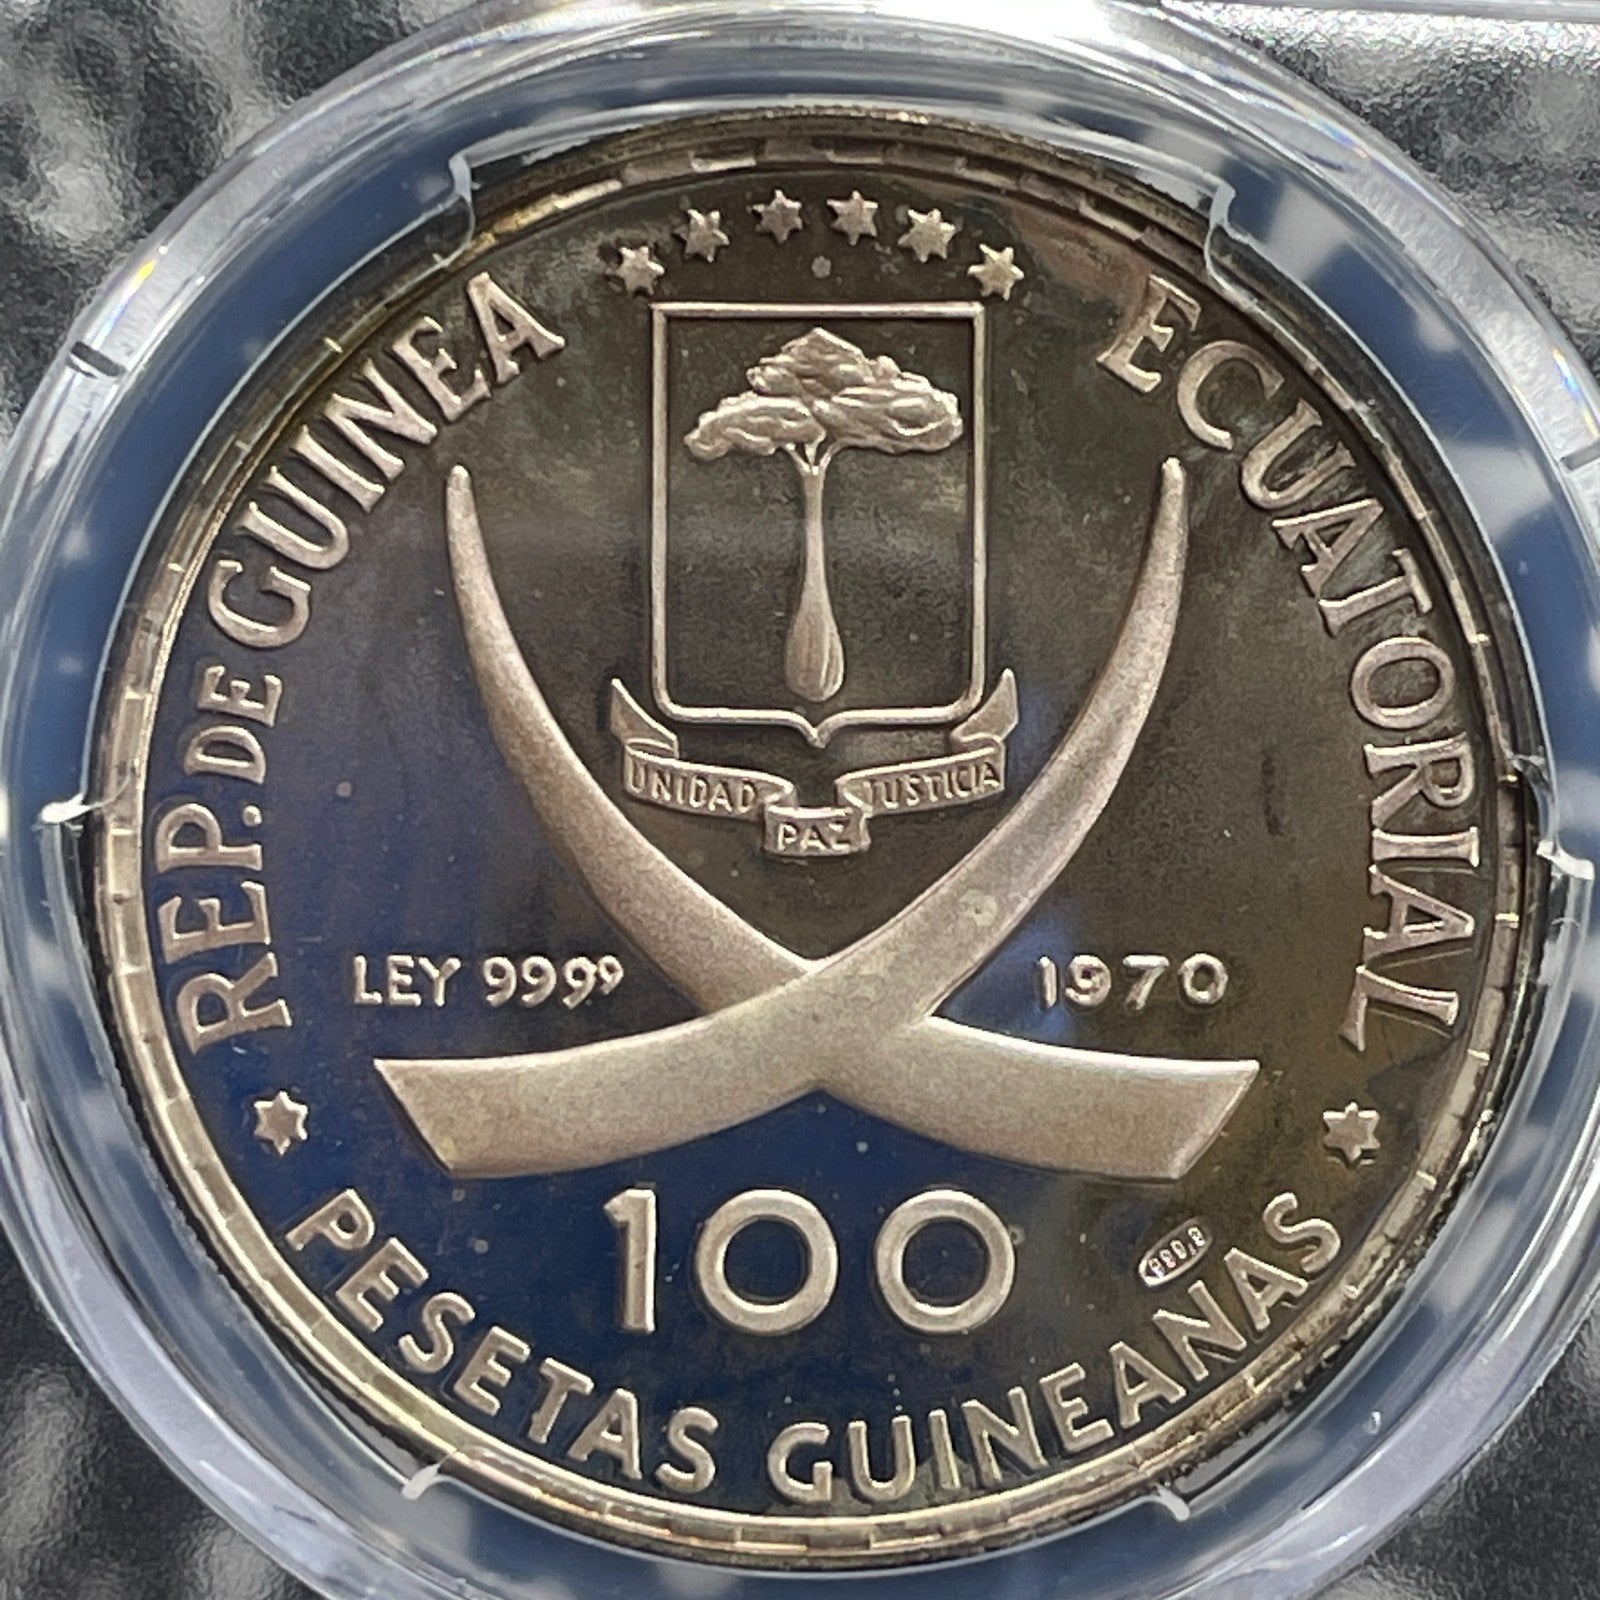 REP. DE GUINEA ECUATORIAL
UNIDAD PAZ JUSTICIA
LEY 9999
1970
100
PESETAS GUINEANAS